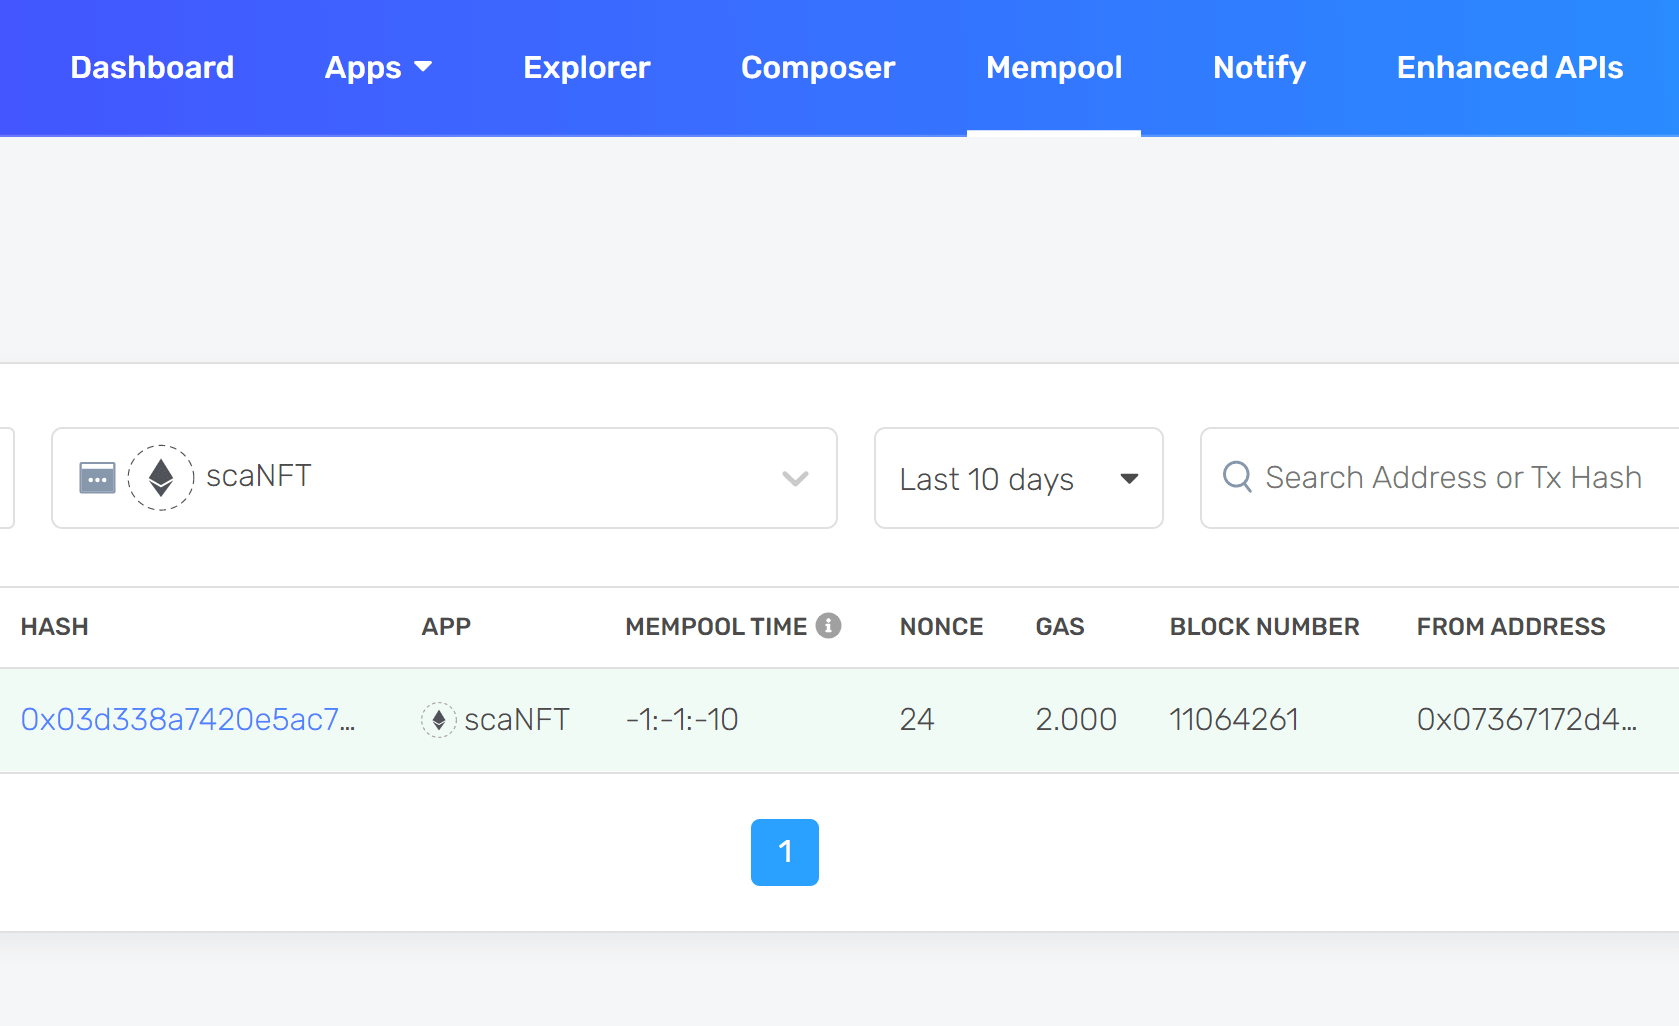 Dashboard Apps Explorer Composer Mempool Notify Enhanced APIs
scaNFT Last 10 days Search Address or Tx Hash
HASH APP MEMPOOL TIME NONCE GAS BLOCK NUMBER FROM ADDRESS
0x03d338a7420e5ac7... scaNFT -1:-1:-10 24 2.000 11064261 0x07367172d4...
1